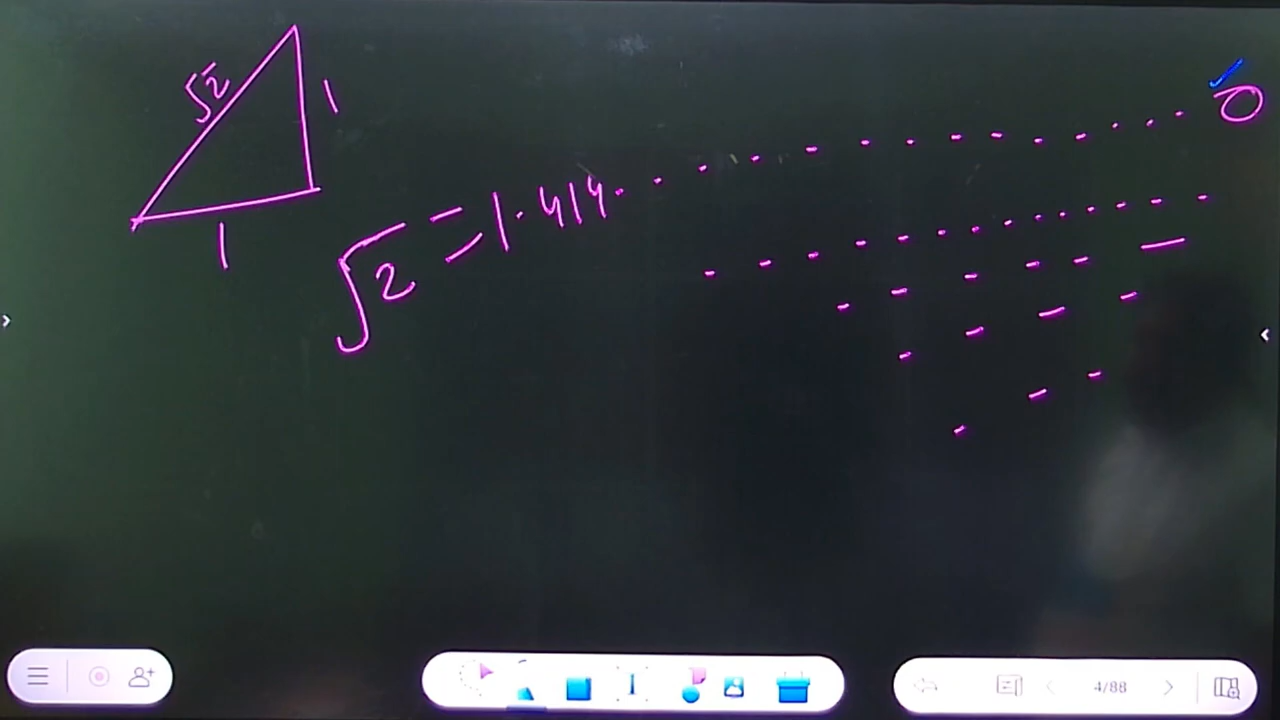 √2
1
1
√2 = 1.414. . . . . . . . . . . . . . . 0
4/88